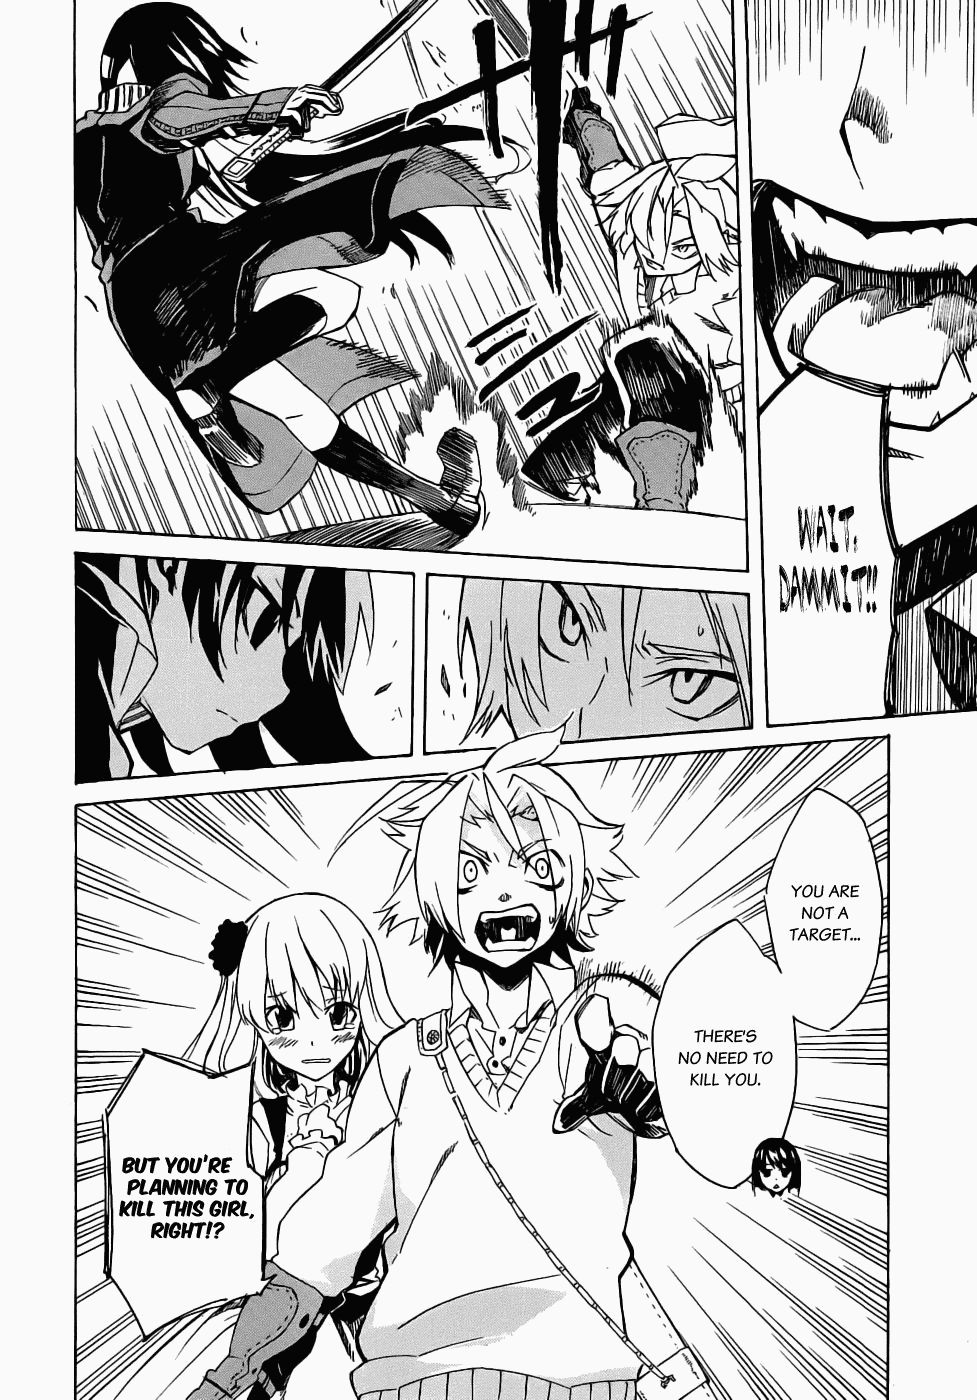 WAIT,
DAMMIT!!
YOU ARE
NOT A
TARGET...
THERE'S
NO NEED TO
KILL YOU.
BUT YOU'RE
PLANNING TO
KILL THIS GIRL,
RIGHT!?